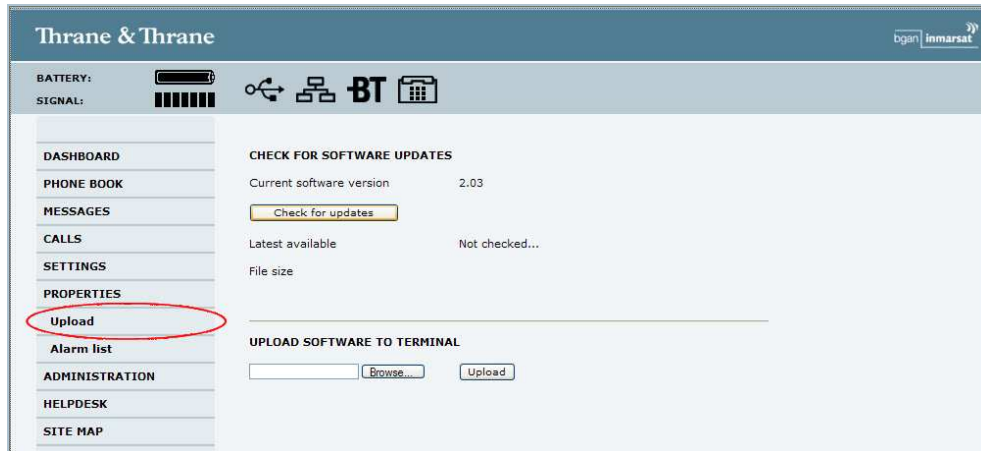 Thrane & Thrane
bgan inmarsat
BATTERY:
SIGNAL:
BT
DASHBOARD
PHONE BOOK
MESSAGES
CALLS
SETTINGS
PROPERTIES
Upload
Alarm list
ADMINISTRATION
HELPDESK
SITE MAP
CHECK FOR SOFTWARE UPDATES
Current software version 2.03
Check for updates
Latest available Not checked...
File size
UPLOAD SOFTWARE TO TERMINAL
Browse... Upload